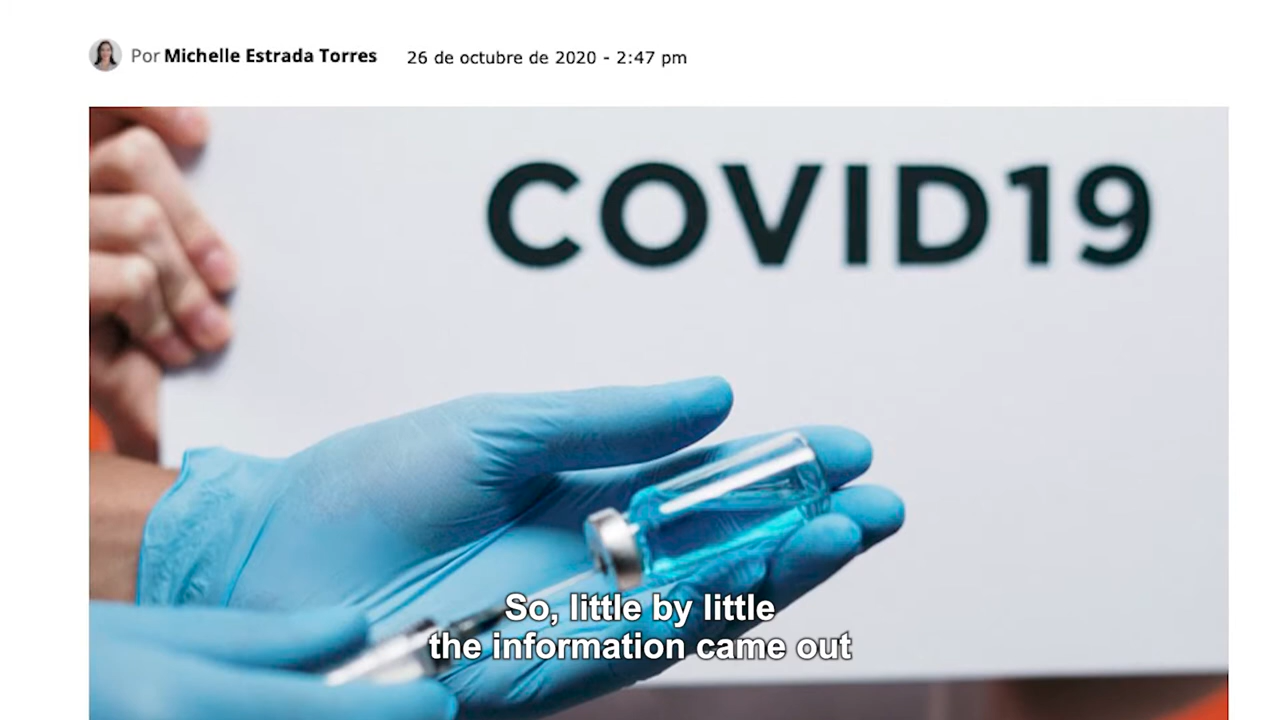 Por Michelle Estrada Torres 26 de octubre de 2020 - 2:47 pm
COVID19
So, little by little
the information came out